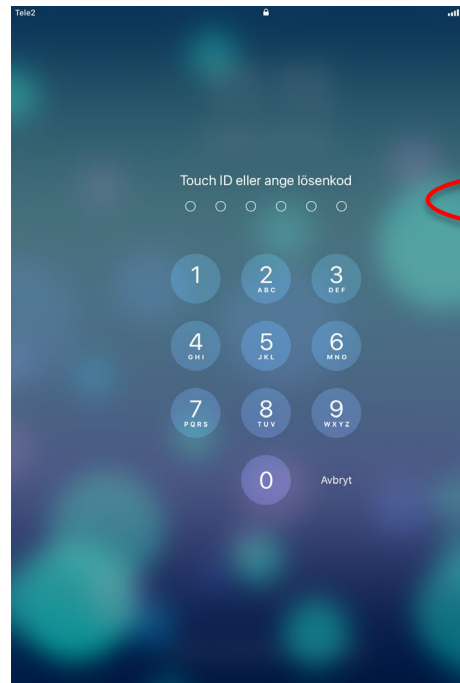 Tele2
Touch ID eller ange lösenkod
1
2
ABC
3
DEF
4
GHI
5
JKL
6
MNO
7
PQRS
8
TUV
9
WXYZ
0
Avbryt